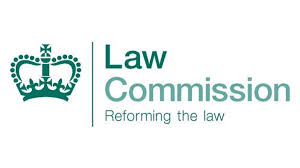 Law
Commission
Reforming the law